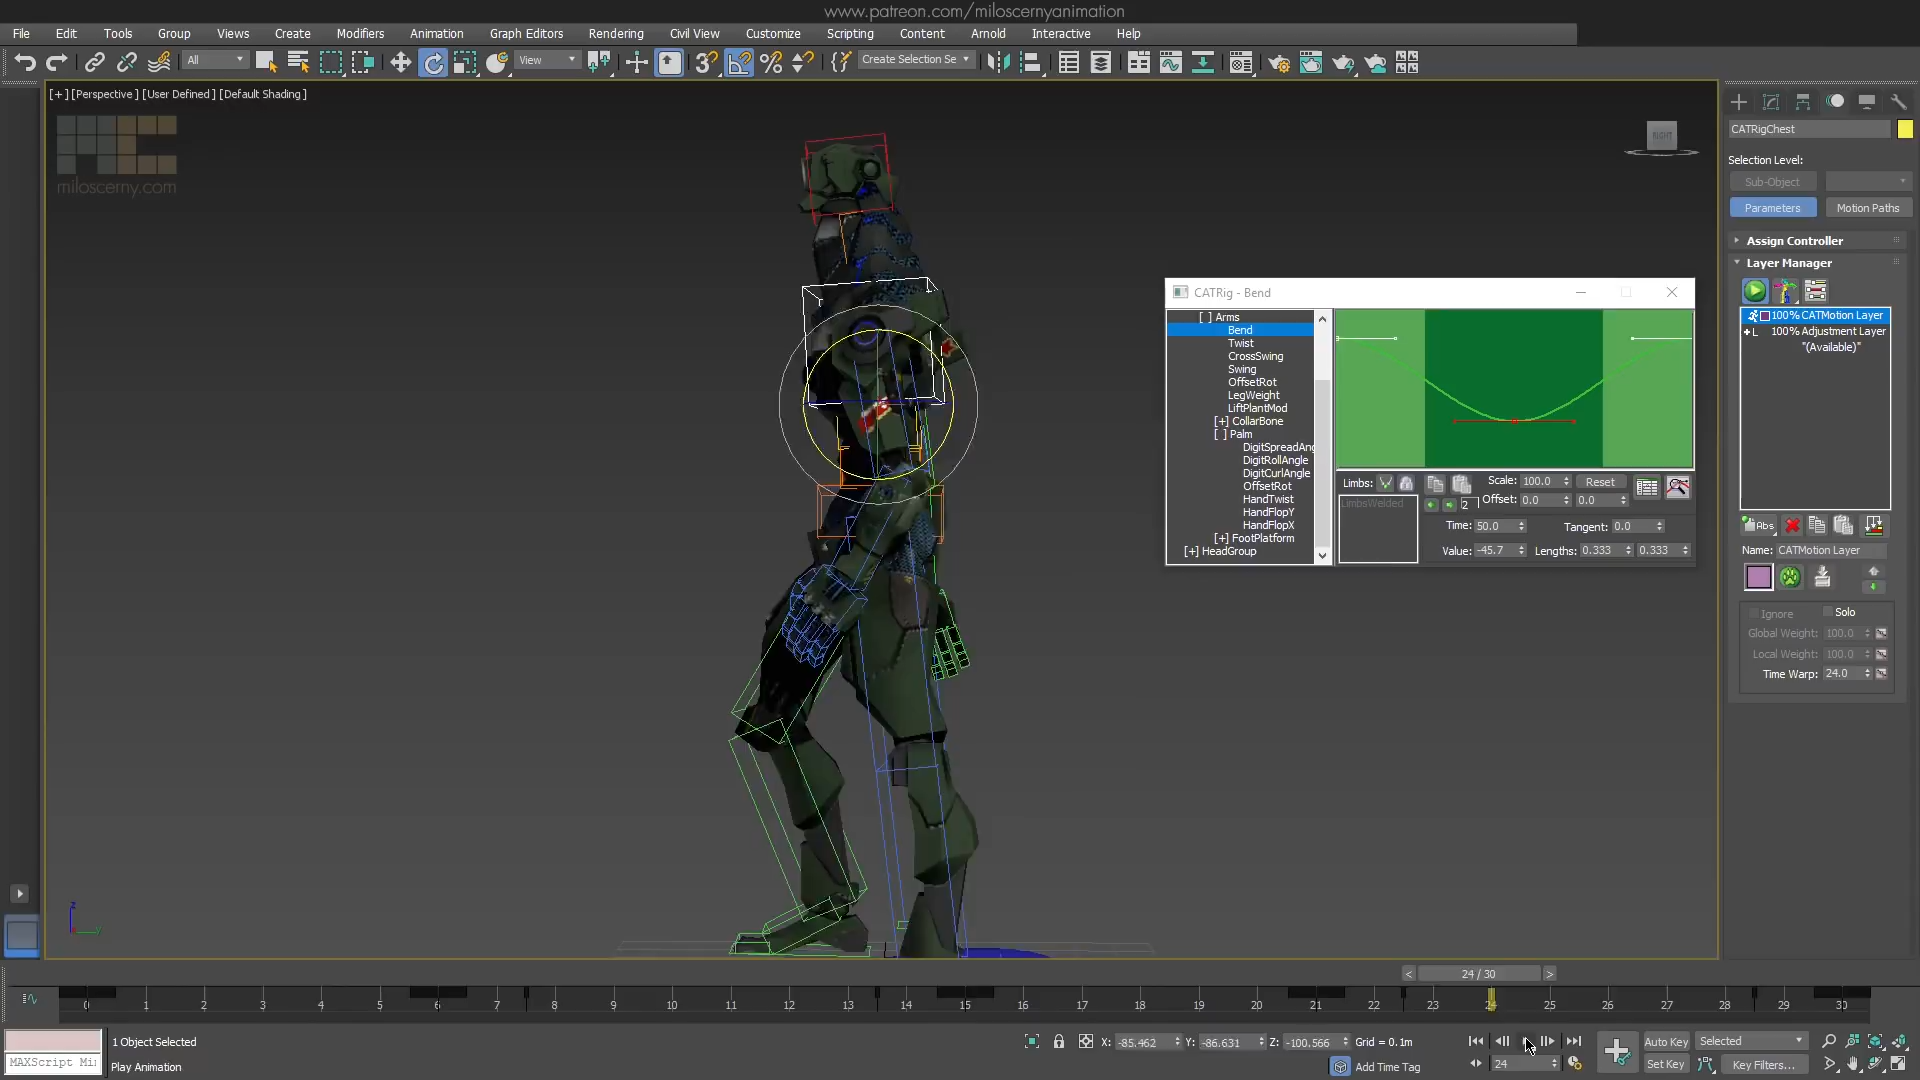 www.patreon.com/miloscernyanimation
File Edit Tools Group Views Create Modifiers Animation Graph Editors Rendering Civil View Customize Scripting Content Arnold Interactive Help
All View Create Selection Se
[+] [Perspective] [User Defined] [Default Shading]
miloscerny.com
RIGHT
CATRigChest
Selection Level:
Sub-Object
Parameters Motion Paths
Assign Controller
Layer Manager
100% CATMotion Layer
+ L 100% Adjustment Layer
"(Available)"
Abs
Name: CATMotion Layer
Ignore Solo
Global Weight: 100.0
Local Weight: 100.0
Time Warp: 24.0
CATRig - Bend
[ ] Arms
Bend
Twist
CrossSwing
Swing
OffsetRot
LegWeight
LiftPlantMod
[+] CollarBone
[ ] Palm
DigitSpreadAng
DigitRollAngle
DigitCurlAngle
OffsetRot
HandTwist
HandFlopY
HandFlopX
[+] FootPlatform
[+] HeadGroup
Limbs: Scale: 100.0 Reset
LimbsWelded 2 Offset: 0.0 0.0
Time: 50.0 Tangent: 0.0
Value: -45.7 Lengths: 0.333 0.333
< 24 / 30 >
0 1 2 3 4 5 6 7 8 9 10 11 12 13 14 15 16 17 18 19 20 21 22 23 24 25 26 27 28 29 30
1 Object Selected X: -85.462 Y: -86.631 Z: -100.566 Grid = 0.1m Auto Key Selected
MAXScript Mi Play Animation Add Time Tag 24 Set Key Key Filters...